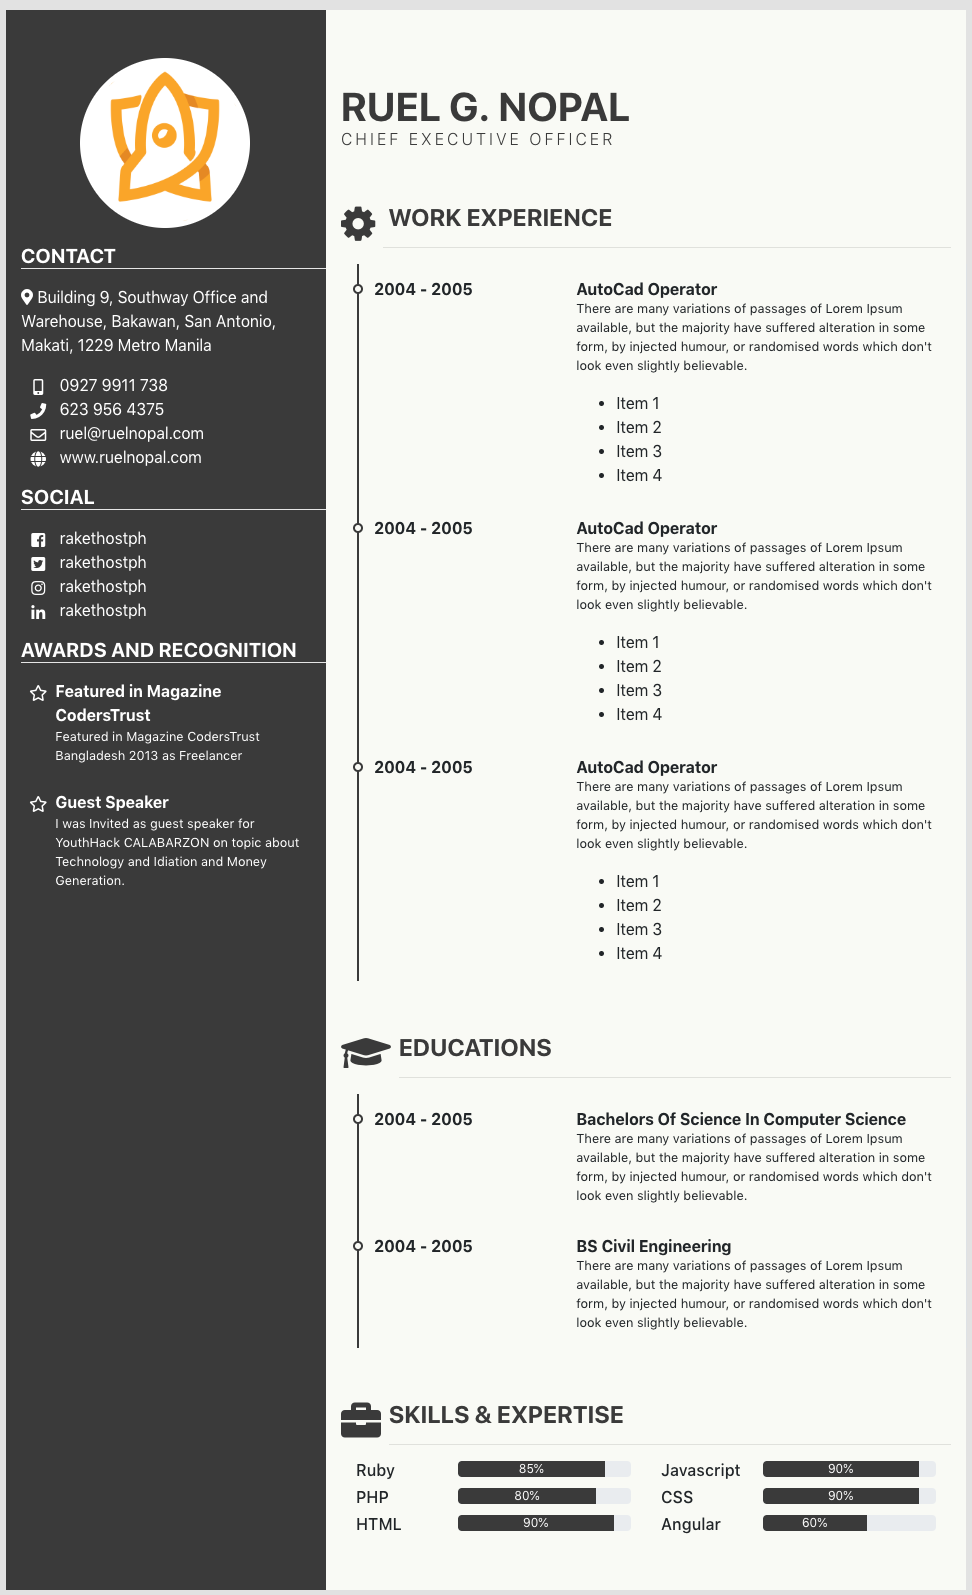 CONTACT
Building 9, Southway Office and
Warehouse, Bakawan, San Antonio,
Makati, 1229 Metro Manila
0927 9911 738
623 956 4375
ruel@ruelnopal.com
www.ruelnopal.com
SOCIAL
rakethostph
rakethostph
rakethostph
rakethostph
AWARDS AND RECOGNITION
Featured in Magazine
CodersTrust
Featured in Magazine CodersTrust
Bangladesh 2013 as Freelancer
Guest Speaker
I was Invited as guest speaker for
YouthHack CALABARZON on topic about
Technology and Idiation and Money
Generation.
RUEL G. NOPAL
CHIEF EXECUTIVE OFFICER
WORK EXPERIENCE
2004 - 2005
AutoCad Operator
There are many variations of passages of Lorem Ipsum
available, but the majority have suffered alteration in some
form, by injected humour, or randomised words which don't
look even slightly believable.
• Item 1
• Item 2
• Item 3
• Item 4
2004 - 2005
AutoCad Operator
There are many variations of passages of Lorem Ipsum
available, but the majority have suffered alteration in some
form, by injected humour, or randomised words which don't
look even slightly believable.
• Item 1
• Item 2
• Item 3
• Item 4
2004 - 2005
AutoCad Operator
There are many variations of passages of Lorem Ipsum
available, but the majority have suffered alteration in some
form, by injected humour, or randomised words which don't
look even slightly believable.
• Item 1
• Item 2
• Item 3
• Item 4
EDUCATIONS
2004 - 2005
Bachelors Of Science In Computer Science
There are many variations of passages of Lorem Ipsum
available, but the majority have suffered alteration in some
form, by injected humour, or randomised words which don't
look even slightly believable.
2004 - 2005
BS Civil Engineering
There are many variations of passages of Lorem Ipsum
available, but the majority have suffered alteration in some
form, by injected humour, or randomised words which don't
look even slightly believable.
SKILLS & EXPERTISE
Ruby 85%
PHP 80%
HTML 90%
Javascript 90%
CSS 90%
Angular 60%